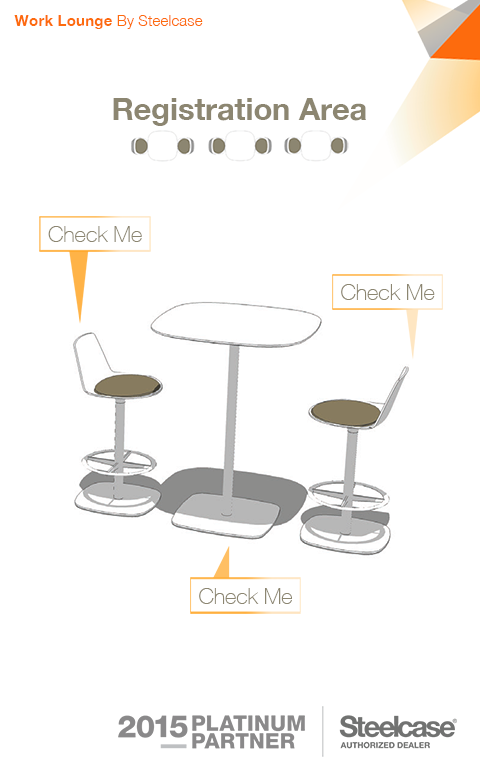 Work Lounge By Steelcase
Registration Area
Check Me
Check Me
Check Me
2015 PLATINUM PARTNER
Steelcase®
AUTHORIZED DEALER